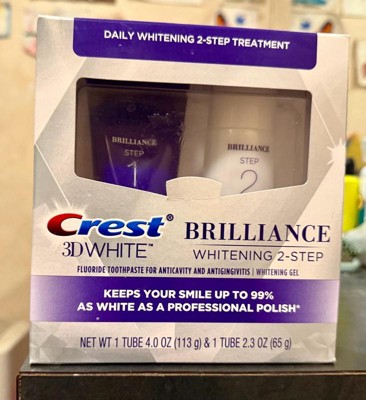 DAILY WHITENING 2-STEP TREATMENT
BRILLIANCE
STEP
1
BRILLIANCE
STEP
2
Crest®
3DWHITE™
BRILLIANCE
WHITENING 2-STEP
FLUORIDE TOOTHPASTE FOR ANTICAVITY AND ANTIGINGIVITIS | WHITENING GEL
KEEPS YOUR SMILE UP TO 99%
AS WHITE AS A PROFESSIONAL POLISH*
NET WT 1 TUBE 4.0 OZ (113 g) & 1 TUBE 2.3 OZ (65 g)